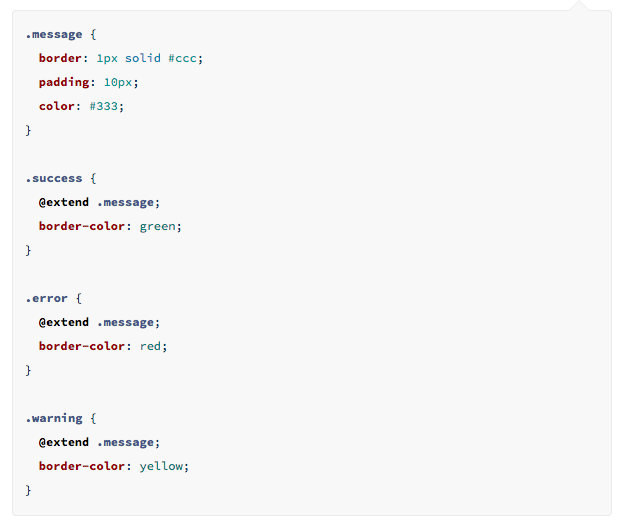 .message {
  border: 1px solid #ccc;
  padding: 10px;
  color: #333;
}

.success {
  @extend .message;
  border-color: green;
}

.error {
  @extend .message;
  border-color: red;
}

.warning {
  @extend .message;
  border-color: yellow;
}